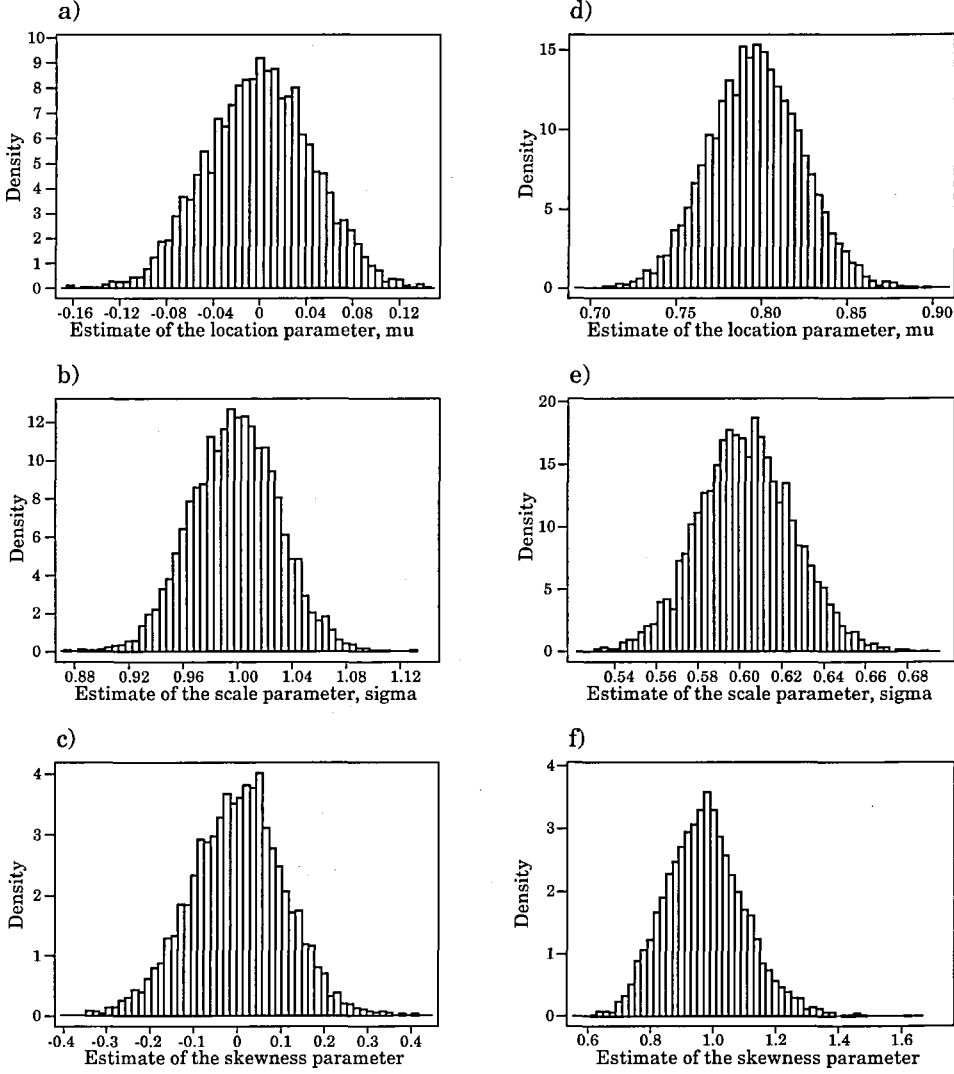 a)
10
9
8
7
6
5
4
3
2
1
0
Density
-0.16 -0.12 -0.08 -0.04 0 0.04 0.08 0.12
Estimate of the location parameter, mu
d)
15
10
5
0
Density
0.70 0.75 0.80 0.85 0.90
Estimate of the location parameter, mu
b)
12
10
8
6
4
2
0
Density
0.88 0.92 0.96 1.00 1.04 1.08 1.12
Estimate of the scale parameter, sigma
e)
20
15
10
5
0
Density
0.54 0.56 0.58 0.60 0.62 0.64 0.66 0.68
Estimate of the scale parameter, sigma
c)
4
3
2
1
0
Density
-0.4 -0.3 -0.2 -0.1 0 0.1 0.2 0.3 0.4
Estimate of the skewness parameter
f)
4
3
2
1
0
Density
0.6 0.8 1.0 1.2 1.4 1.6
Estimate of the skewness parameter